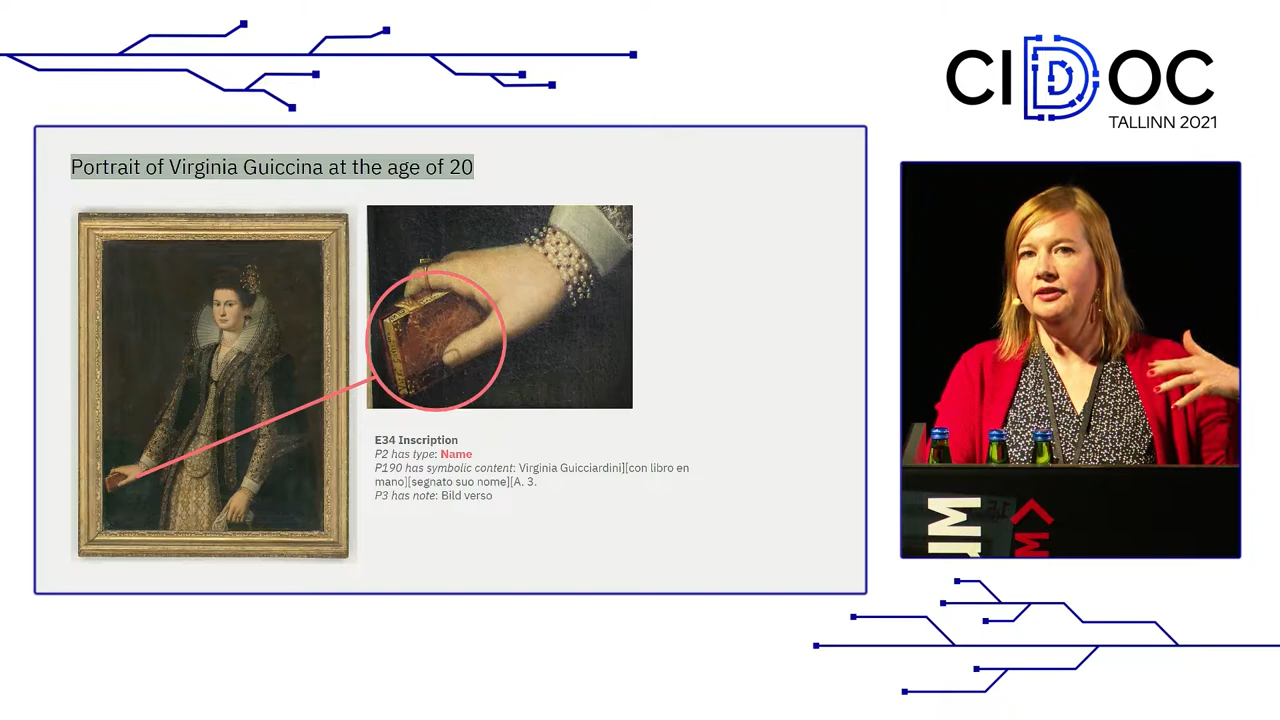 CIDOC
TALLINN 2021
Portrait of Virginia Guiccina at the age of 20
E34 Inscription
P2 has type: Name
P190 has symbolic content: Virginia Guicciardini][con libro en
mano][segnato suo nome][A. 3.
P3 has note: Bild verso